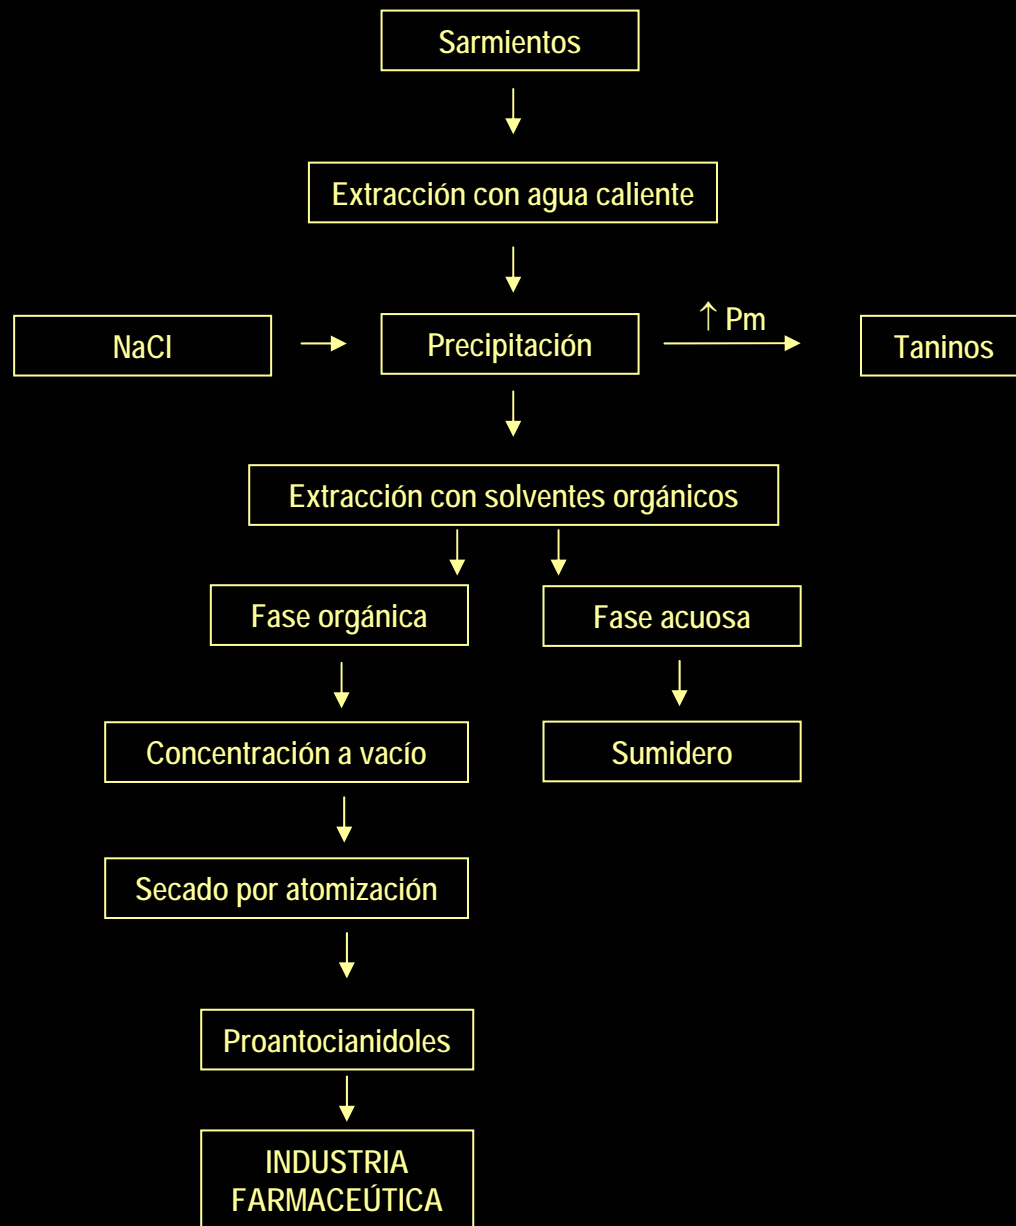 Sarmientos
Extracción con agua caliente
↑ Pm
NaCl
Precipitación
Taninos
Extracción con solventes orgánicos
Fase orgánica
Fase acuosa
Concentración a vacío
Sumidero
Secado por atomización
Proantocianidoles
INDUSTRIA
FARMACEÚTICA